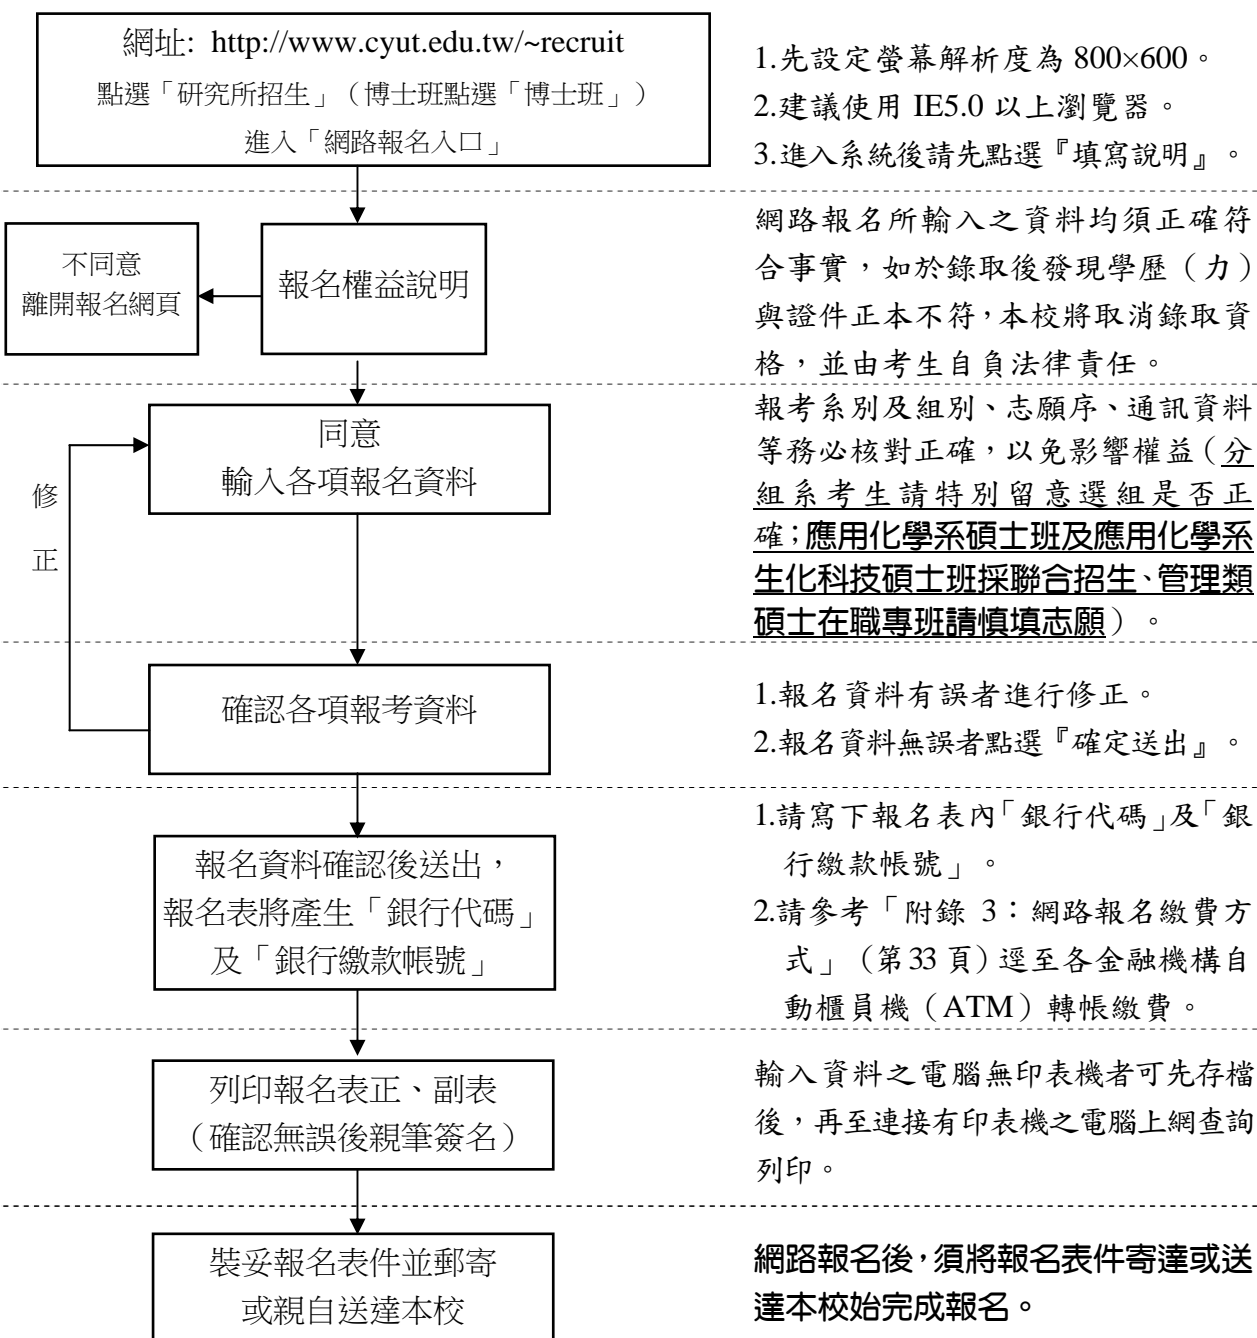 網址: http://www.cyut.edu.tw/~recruit
點選「研究所招生」（博士班點選「博士班」）
進入「網路報名入口」
1.先設定螢幕解析度為 800×600。
2.建議使用 IE5.0 以上瀏覽器。
3.進入系統後請先點選『填寫說明』。
不同意
離開報名網頁
報名權益說明
網路報名所輸入之資料均須正確符
合事實，如於錄取後發現學歷（力）
與證件正本不符，本校將取消錄取資
格，並由考生自負法律責任。
同意
輸入各項報名資料
修
正
報考系別及組別、志願序、通訊資料
等務必核對正確，以免影響權益（分
組系考生請特別留意選組是否正
確；應用化學系碩士班及應用化學系
生化科技碩士班採聯合招生、管理類
碩士在職專班請慎填志願）。
確認各項報考資料
1.報名資料有誤者進行修正。
2.報名資料無誤者點選『確定送出』。
報名資料確認後送出，
報名表將產生「銀行代碼」
及「銀行繳款帳號」
1.請寫下報名表內「銀行代碼」及「銀
行繳款帳號」。
2.請參考「附錄 3：網路報名繳費方
式」（第33 頁）逕至各金融機構自
動櫃員機（ATM）轉帳繳費。
列印報名表正、副表
（確認無誤後親筆簽名）
輸入資料之電腦無印表機者可先存檔
後，再至連接有印表機之電腦上網查詢
列印。
裝妥報名表件並郵寄
或親自送達本校
網路報名後，須將報名表件寄達或送
達本校始完成報名。